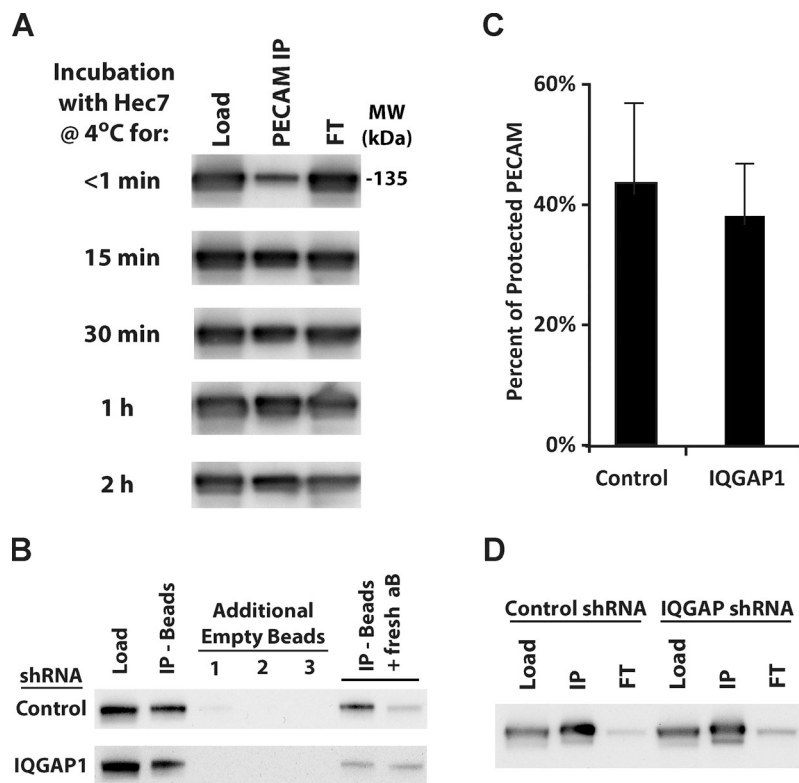 A
Incubation
with Hec7
@ 4°C for:
Load
PECAM IP
FT
MW
(kDa)
<1 min
-135
15 min
30 min
1 h
2 h
C
Percent of Protected PECAM
60%
40%
20%
0%
Control
IQGAP1
B
shRNA
Load
IP - Beads
Additional
Empty Beads
1 2 3
IP - Beads
+ fresh aB
Control
IQGAP1
D
Control shRNA IQGAP shRNA
Load IP FT Load IP FT